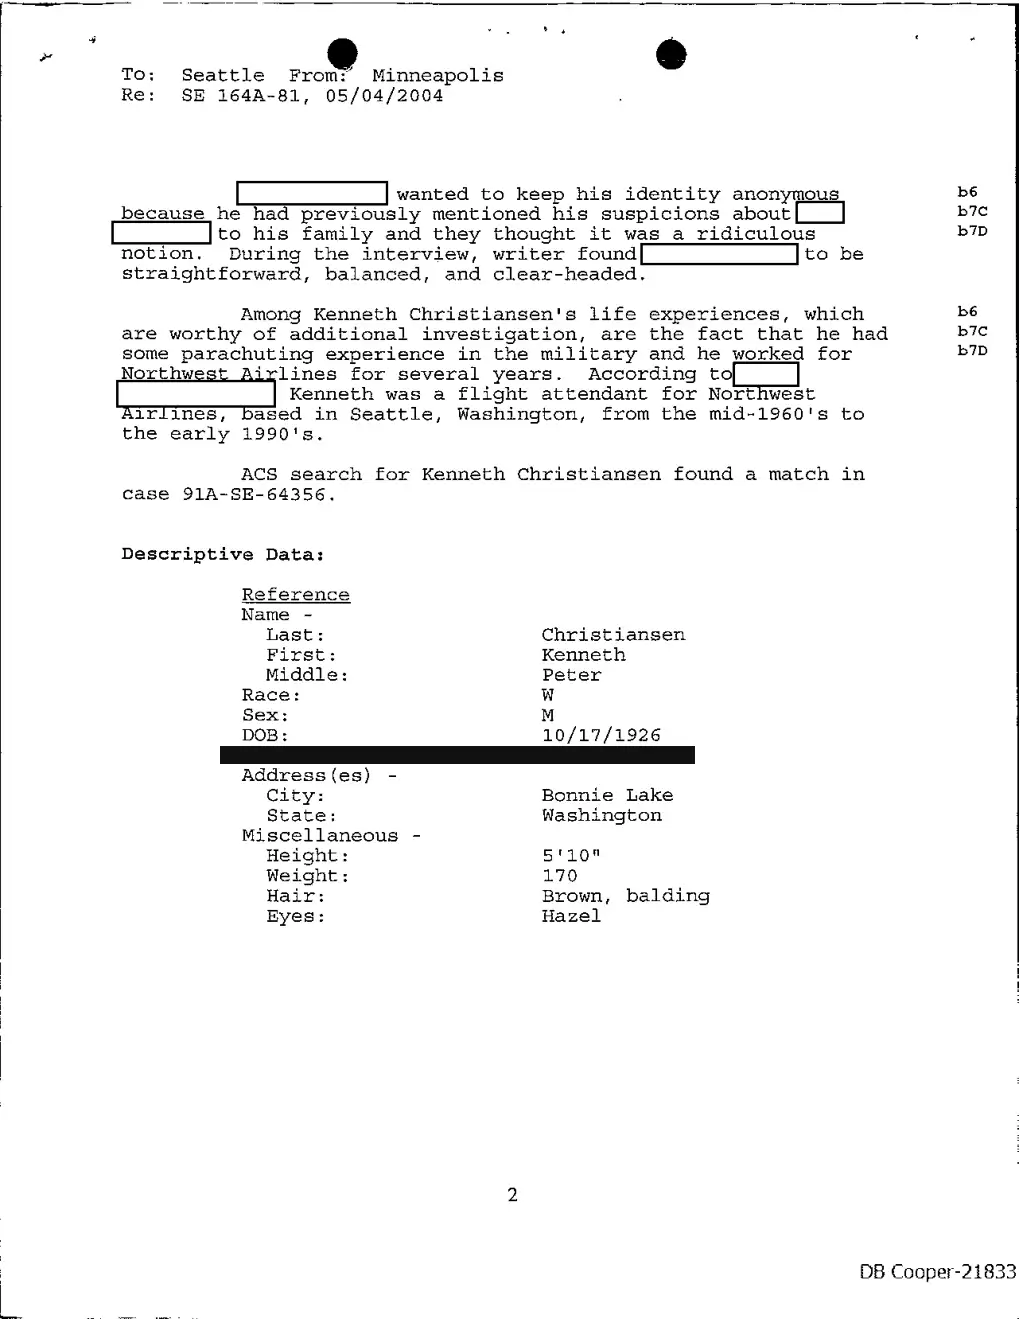 To: Seattle From: Minneapolis
Re: SE 164A-81, 05/04/2004
wanted to keep his identity anonymous b6
because he had previously mentioned his suspicions about b7C
to his family and they thought it was a ridiculous b7D
notion. During the interview, writer found to be
straightforward, balanced, and clear-headed.
Among Kenneth Christiansen's life experiences, which b6
are worthy of additional investigation, are the fact that he had b7C
some parachuting experience in the military and he worked for b7D
Northwest Airlines for several years. According to
Kenneth was a flight attendant for Northwest
Airlines, based in Seattle, Washington, from the mid-1960's to
the early 1990's.
ACS search for Kenneth Christiansen found a match in
case 91A-SE-64356.
Descriptive Data:
Reference
Name -
Last: Christiansen
First: Kenneth
Middle: Peter
Race: W
Sex: M
DOB: 10/17/1926
Address(es) -
City: Bonnie Lake
State: Washington
Miscellaneous -
Height: 5'10"
Weight: 170
Hair: Brown, balding
Eyes: Hazel
2
DB Cooper-21833